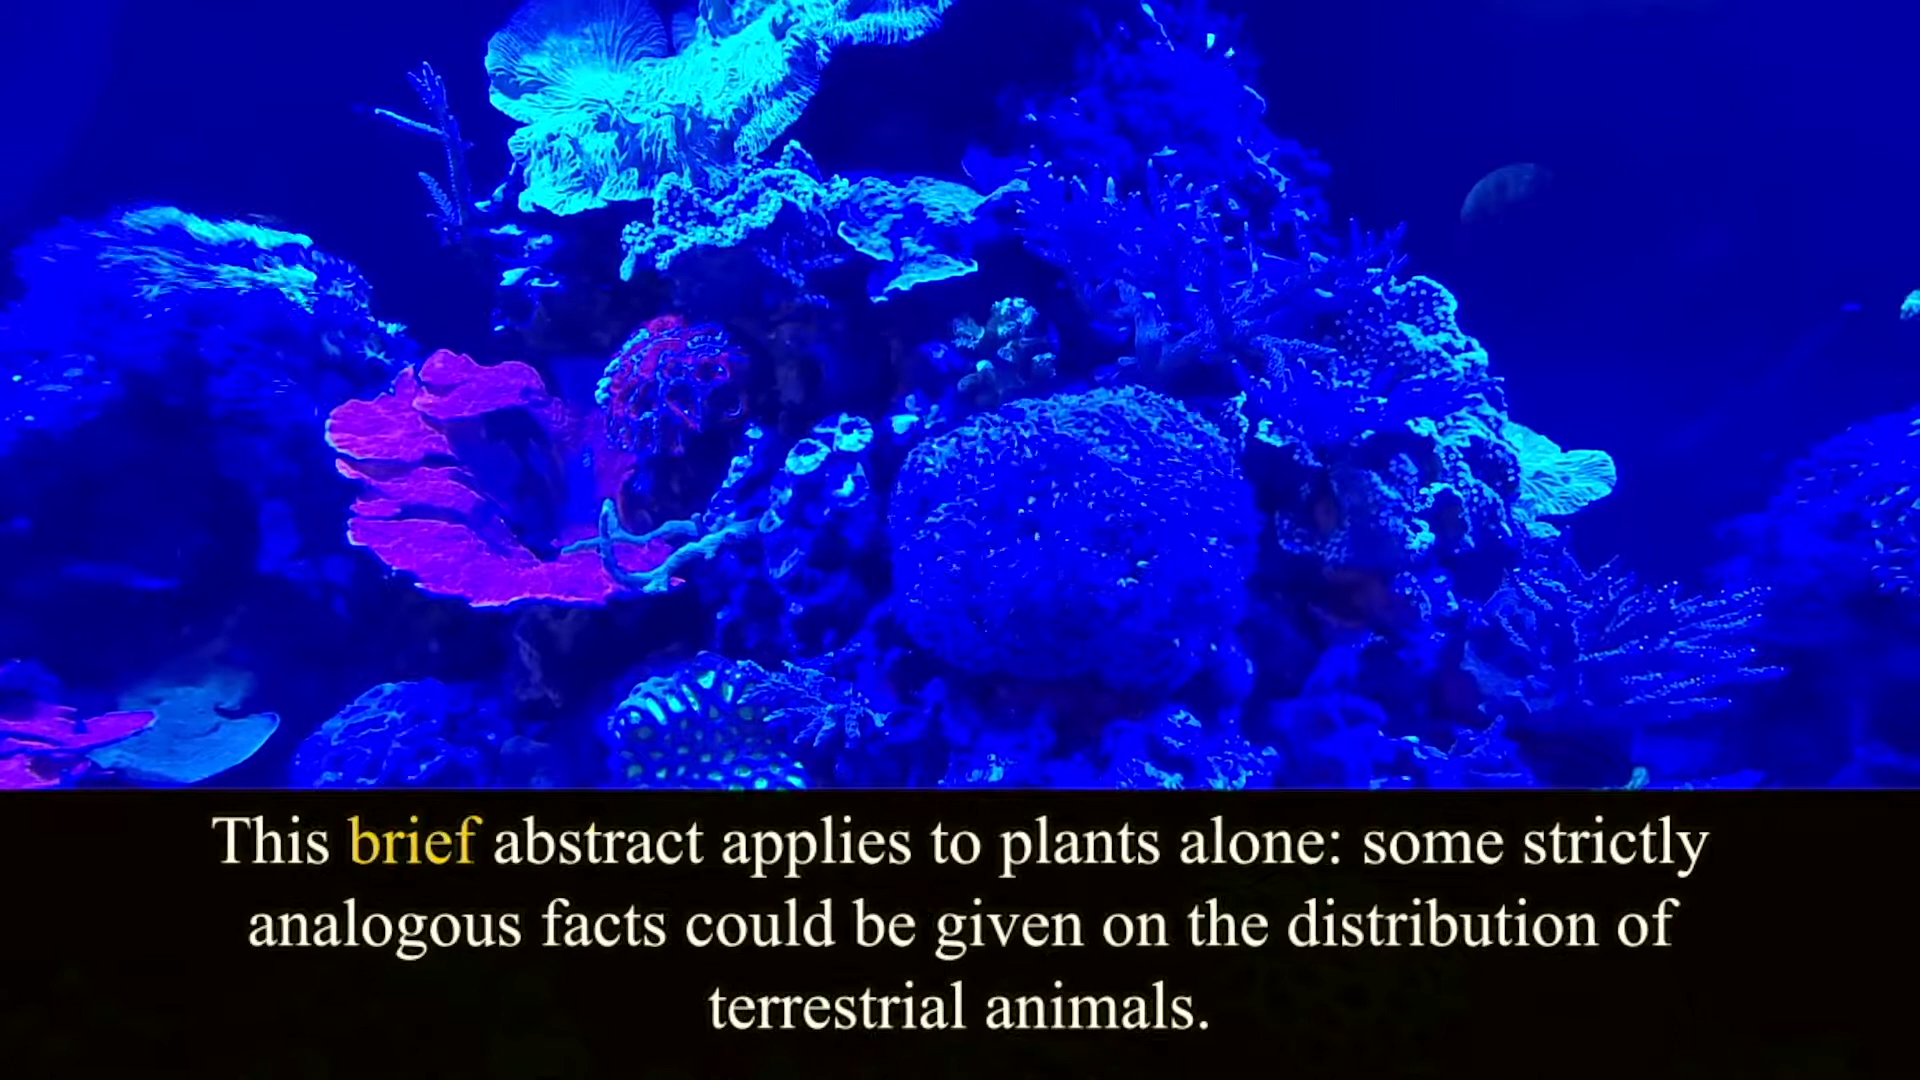 This brief abstract applies to plants alone: some strictly
analogous facts could be given on the distribution of
terrestrial animals.